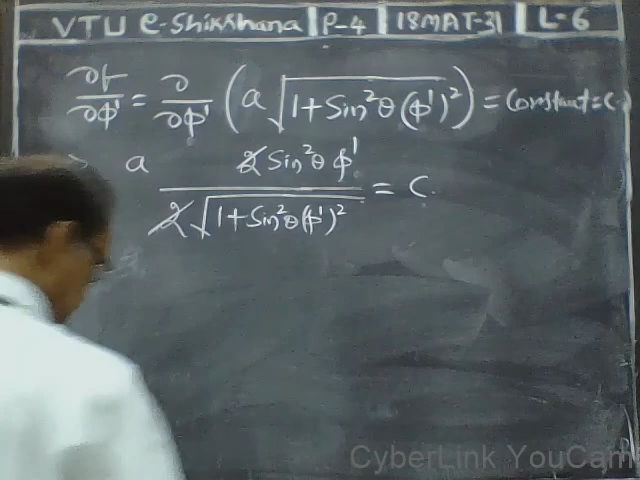 VTU e-Shikshana | P-4 | 18MAT-31 | L-6
∂f/∂φ' = ∂/∂φ' (a √(1+Sin²θ(φ')²)) = Constant = C.
a 2Sin²θ φ' / 2√(1+Sin²θ(φ')²) = C.
CyberLink YouCam